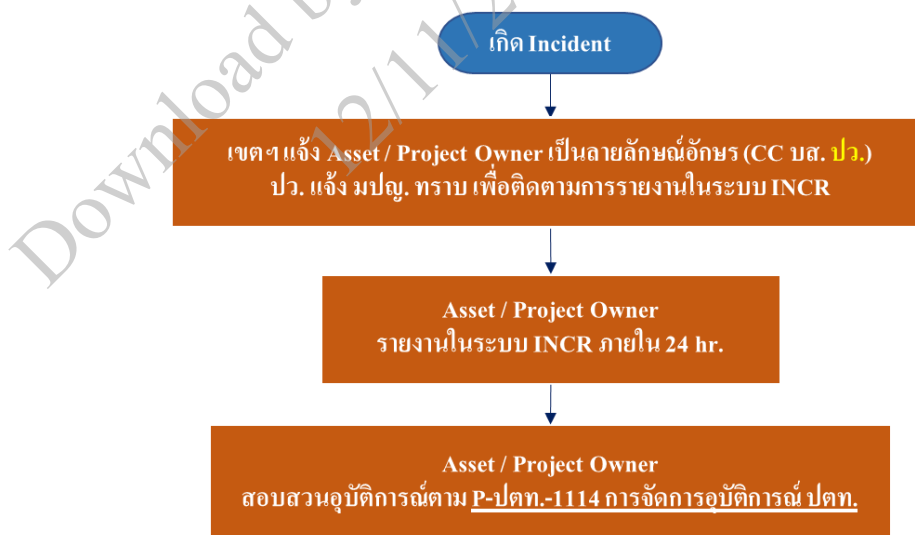 Download by
12/11/2
เกิด Incident
เขตฯ แจ้ง Asset / Project Owner เป็นลายลักษณ์อักษร (CC บส. ปว.)
ปว. แจ้ง มปญ. ทราบ เพื่อติดตามการรายงานในระบบ INCR
Asset / Project Owner
รายงานในระบบ INCR ภายใน 24 hr.
Asset / Project Owner
สอบสวนอุบัติการณ์ตาม P-ปตท.-1114 การจัดการอุบัติการณ์ ปตท.